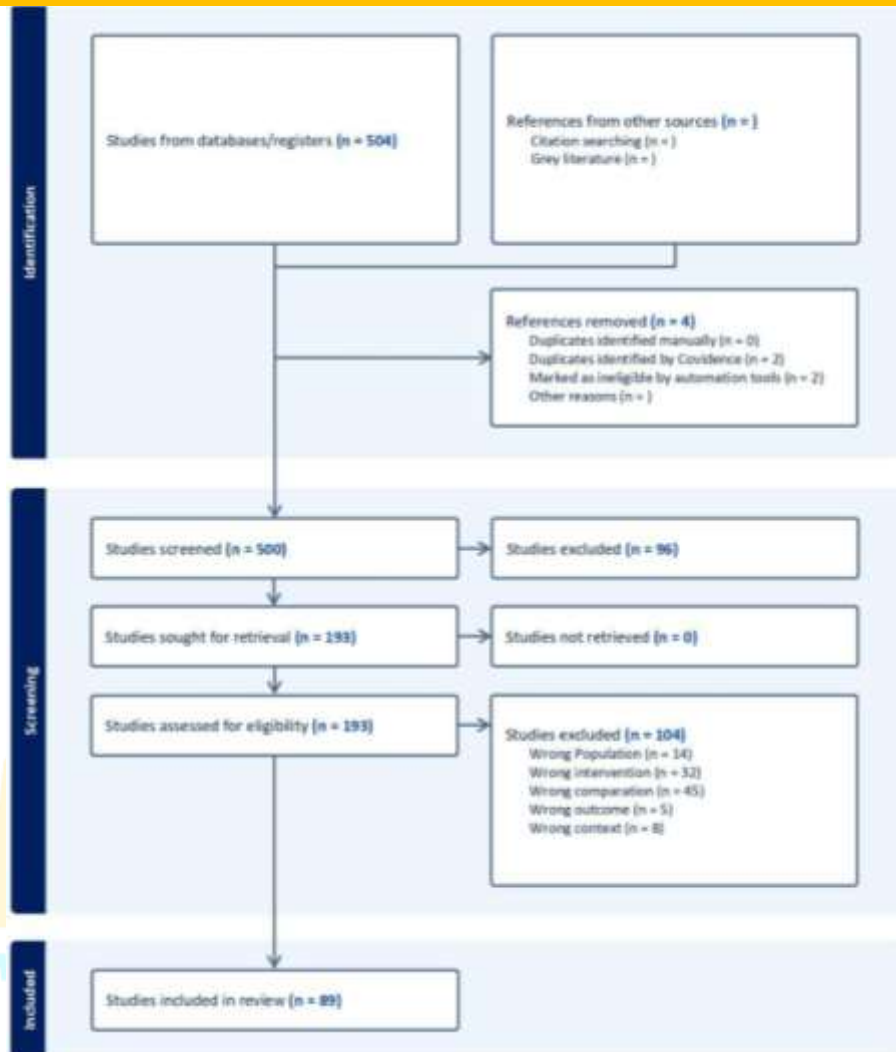 Identification
Studies from databases/registers (n = 504)
References from other sources (n = )
Citation searching (n = )
Grey literature (n = )
References removed (n = 4)
Duplicates identified manually (n = 0)
Duplicates identified by Covidence (n = 2)
Marked as ineligible by automation tools (n = 2)
Other reasons (n = )
Screening
Studies screened (n = 500)
Studies excluded (n = 96)
Studies sought for retrieval (n = 193)
Studies not retrieved (n = 0)
Studies assessed for eligibility (n = 193)
Studies excluded (n = 104)
Wrong Population (n = 14)
Wrong intervention (n = 32)
Wrong comparation (n = 45)
Wrong outcome (n = 5)
Wrong context (n = 8)
Included
Studies included in review (n = 89)